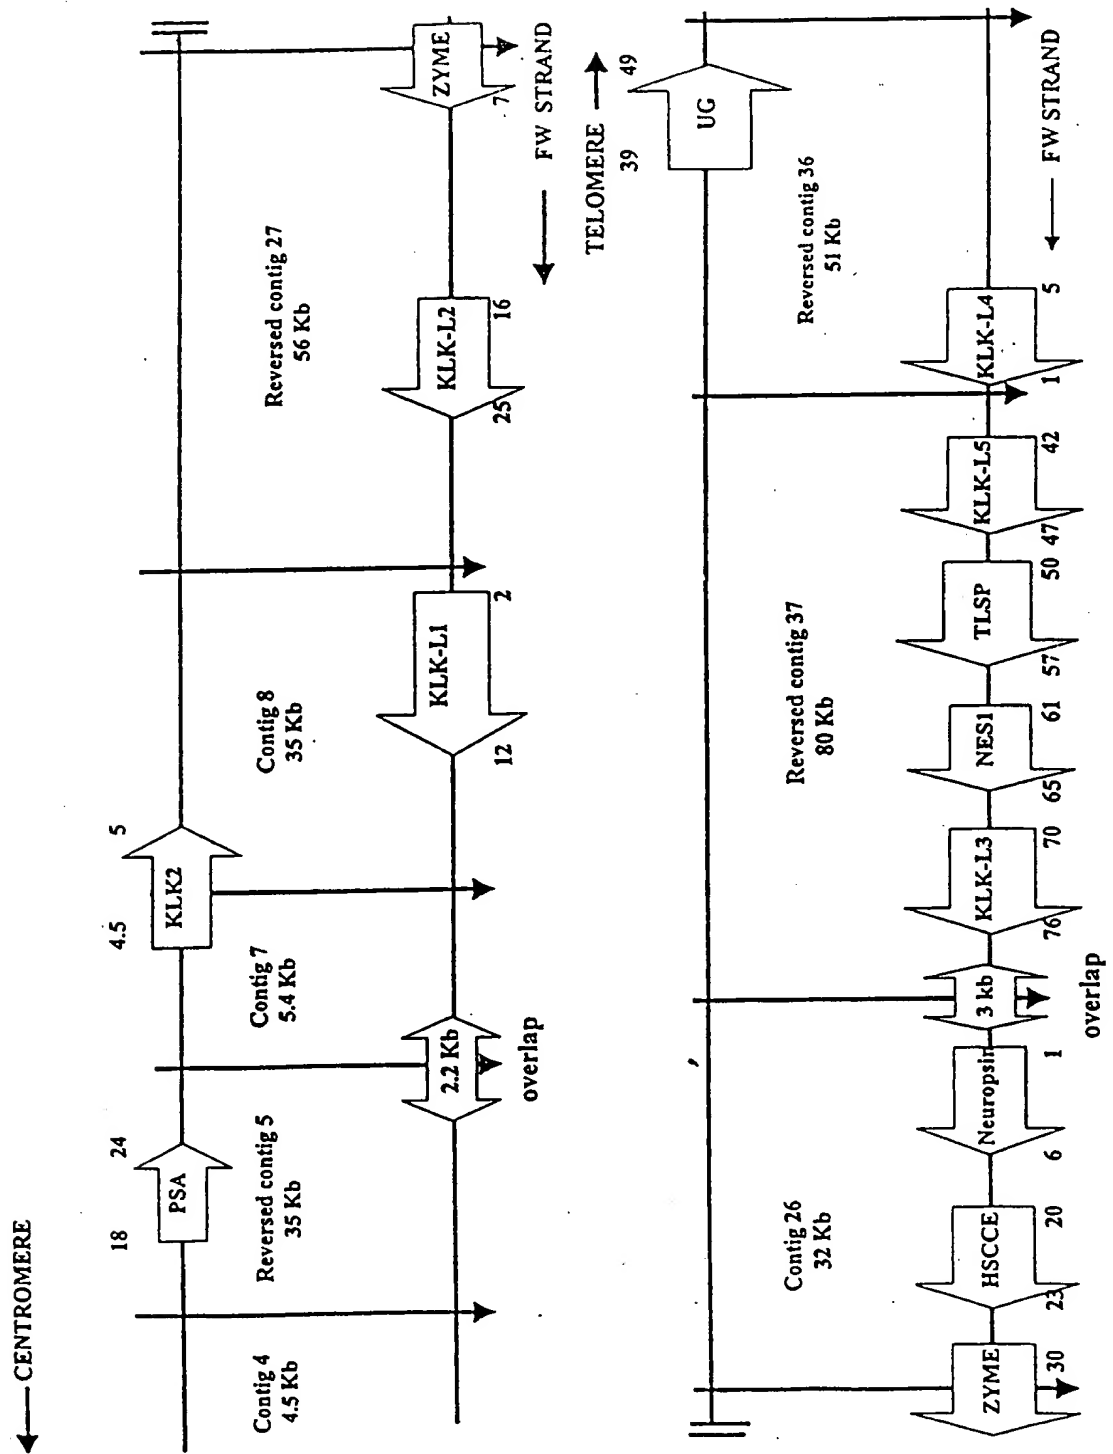 CENTROMERE
18
24
4.5
5
PSA
KLK2
Contig 4
4.5 Kb
Reversed contig 5
35 Kb
Contig 7
5.4 Kb
Contig 8
35 Kb
Reversed contig 27
56 Kb
2.2 Kb
KLK-L1
KLK-L2
ZYME
12
2
25
16
7
overlap
FW STRAND
TELOMERE
39
49
UG
Contig 26
32 Kb
Reversed contig 37
80 Kb
Reversed contig 36
51 Kb
ZYME
HSCCE
Neuropsin
3 kb
KLK-L3
NES1
TLSP
KLK-L5
KLK-L4
30
23
20
6
1
76
70
65
61
57
50
47
42
1
5
overlap
FW STRAND